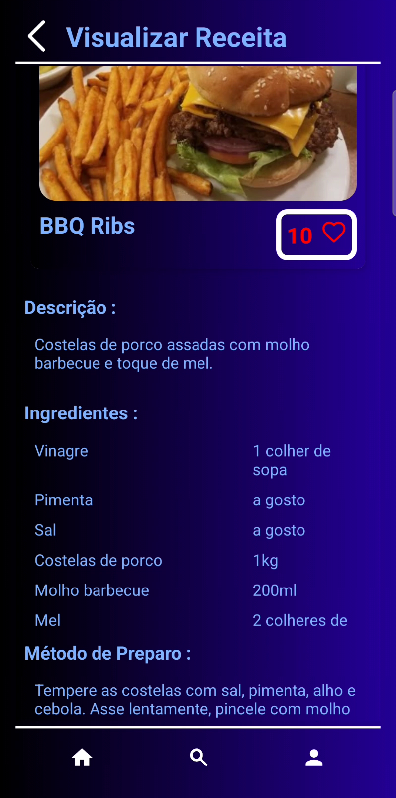 Visualizar Receita
BBQ Ribs
10
Descrição :
Costelas de porco assadas com molho
barbecue e toque de mel.
Ingredientes :
Vinagre 1 colher de
sopa
Pimenta a gosto
Sal a gosto
Costelas de porco 1kg
Molho barbecue 200ml
Mel 2 colheres de
Método de Preparo :
Tempere as costelas com sal, pimenta, alho e
cebola. Asse lentamente, pincele com molho